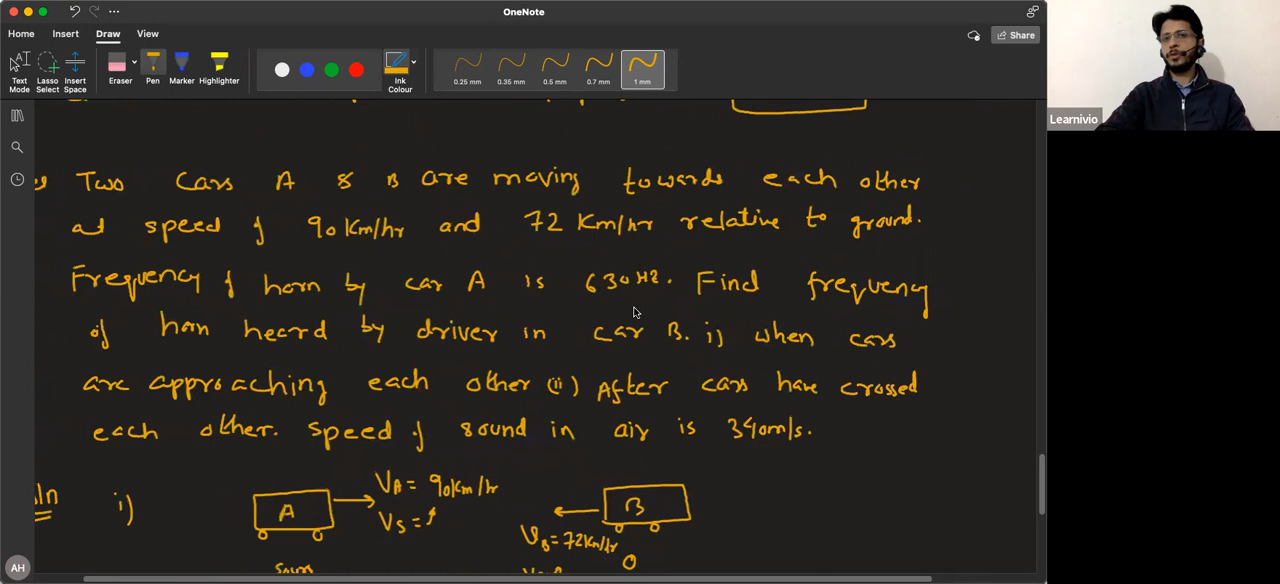 OneNote
Home Insert Draw View
Share
Text Mode
Lasso Select
Insert Space
Eraser
Pen
Marker
Highlighter
Ink Colour
0.25 mm 0.35 mm 0.5 mm 0.7 mm 1 mm
Learnivio
Two Cars A & B are moving towards each other
at speed of 90 Km/hr and 72 Km/hr relative to ground.
Frequency of horn by car A is 630 HZ. Find frequency
of horn heard by driver in car B. i) when cars
are approaching each other (ii) After cars have crossed
each other. Speed of sound in air is 340m/s.
ln i) A VA = 90km/hr B
VS = VB = 72Km/hr
O
AH